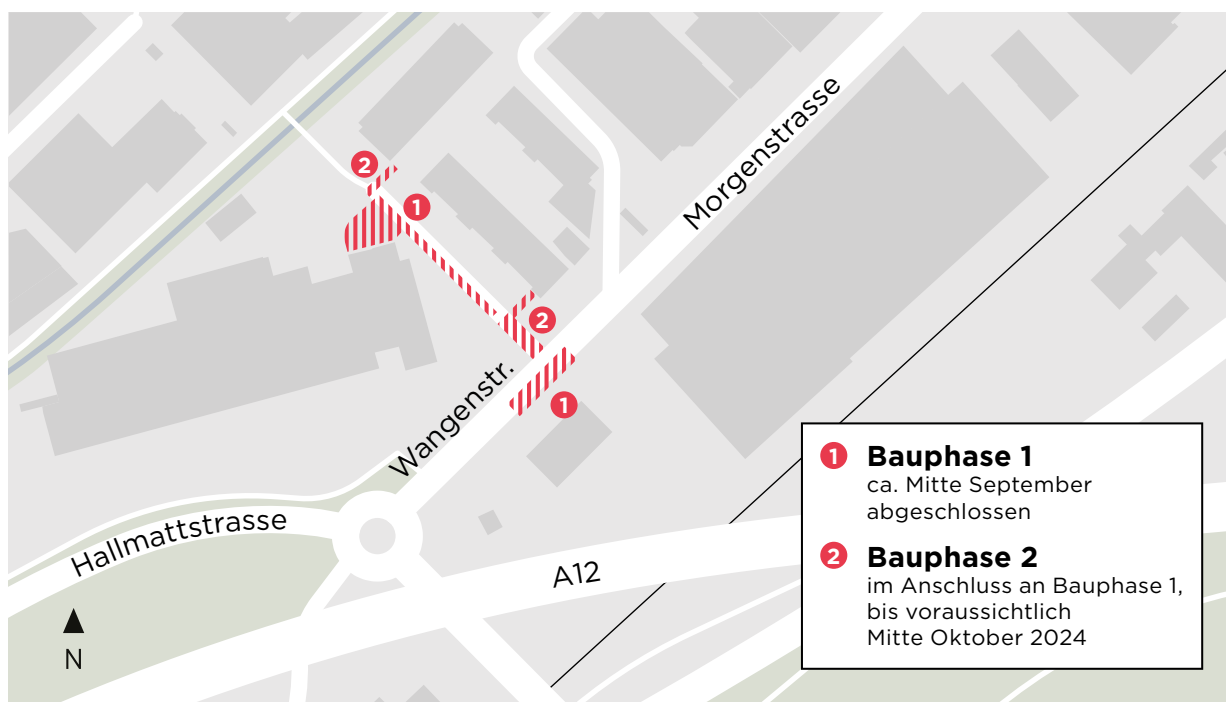 2
1
Morgenstrasse
2
Wangenstr.
1
Hallmattstrasse
A12
N
1 Bauphase 1
ca. Mitte September
abgeschlossen
2 Bauphase 2
im Anschluss an Bauphase 1,
bis voraussichtlich
Mitte Oktober 2024